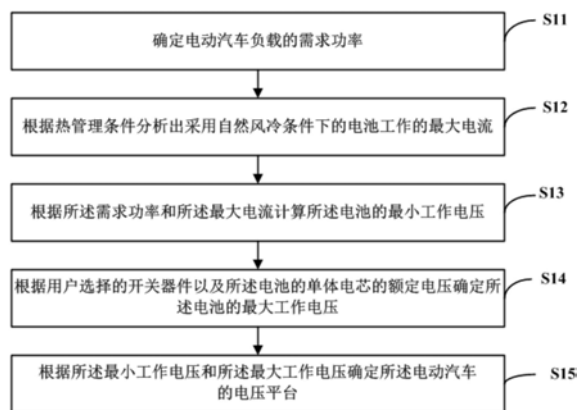 确定电动汽车负载的需求功率
S11
根据热管理条件分析出采用自然风冷条件下的电池工作的最大电流
S12
根据所述需求功率和所述最大电流计算所述电池的最小工作电压
S13
根据用户选择的开关器件以及所述电池的单体电芯的额定电压确定所
述电池的最大工作电压
S14
根据所述最小工作电压和所述最大工作电压确定所述电动汽车
的电压平台
S15